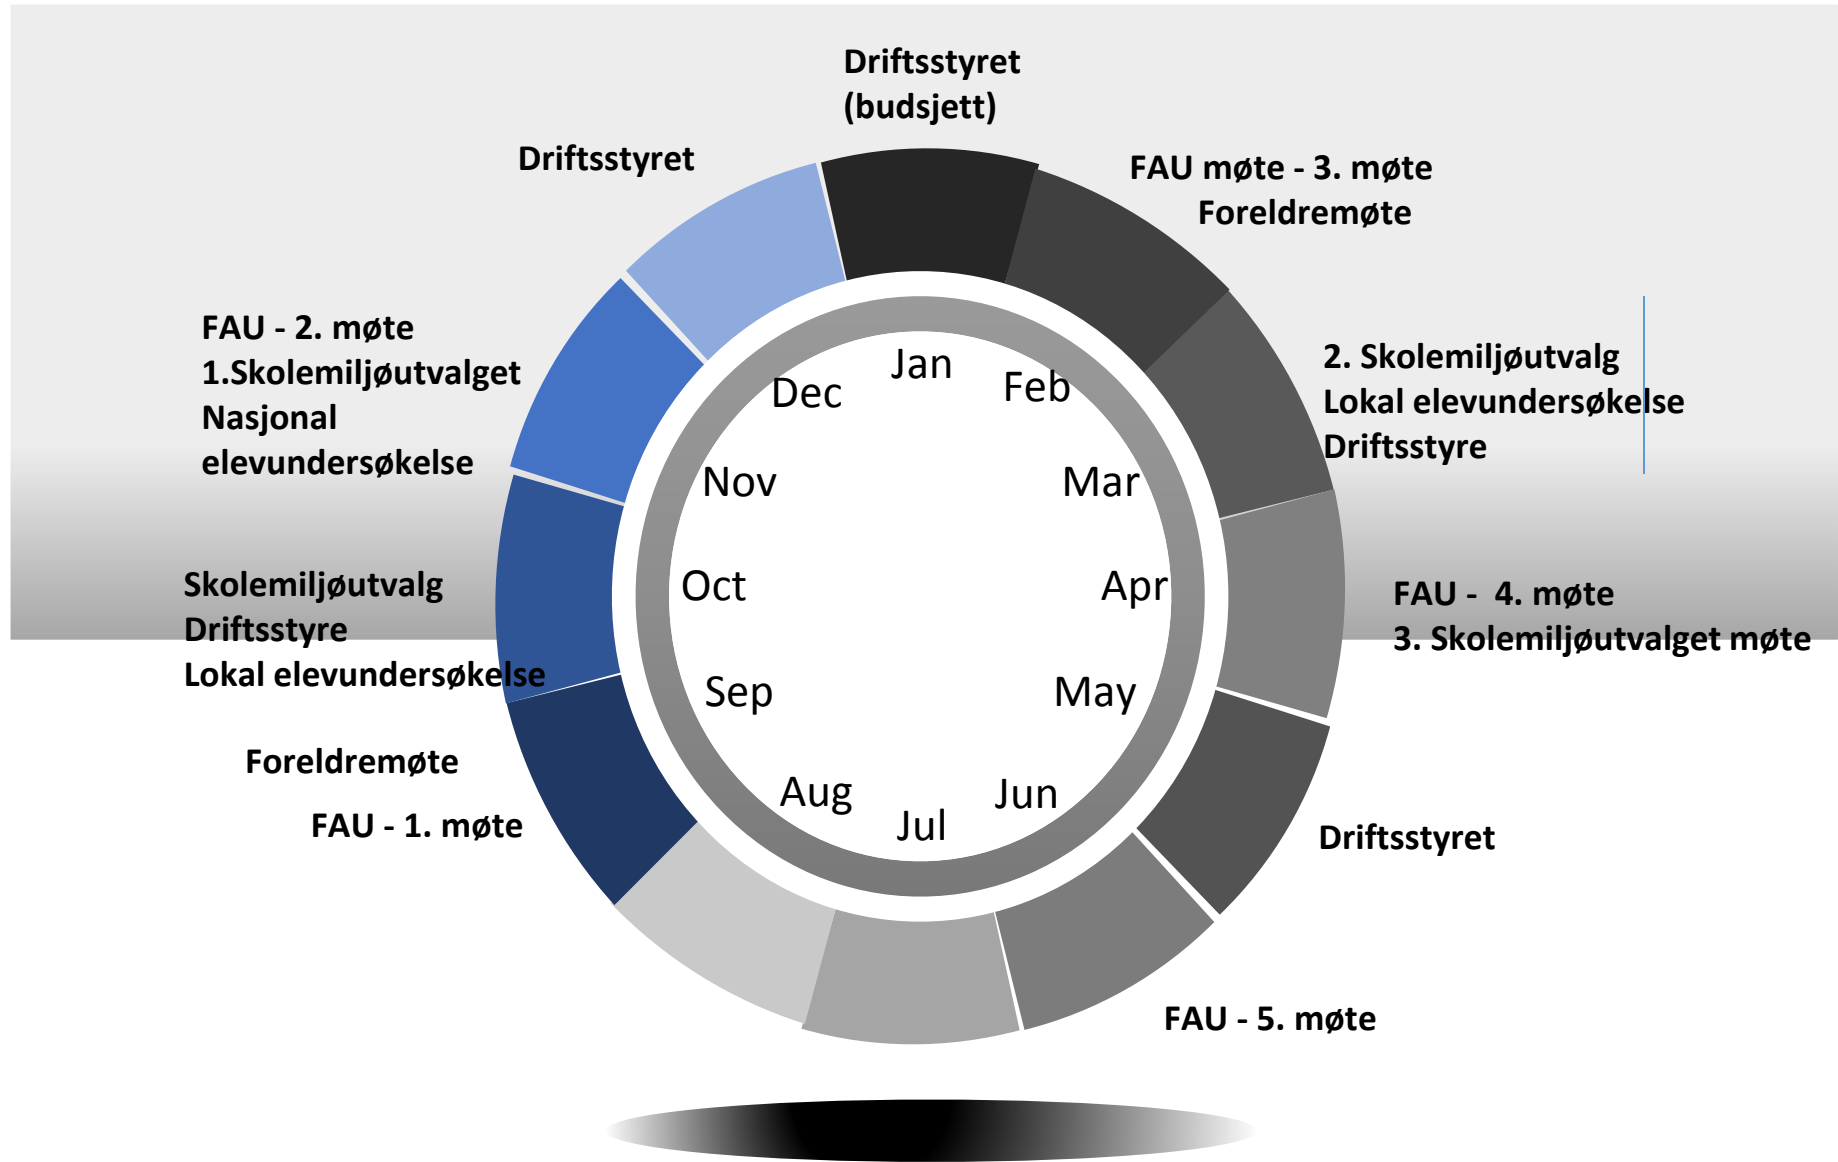 Driftsstyret
(budsjett)
FAU møte - 3. møte
Foreldremøte
2. Skolemiljøutvalg
Lokal elevundersøkelse
Driftsstyre
FAU -  4. møte
3. Skolemiljøutvalget møte
Driftsstyret
FAU - 5. møte
Foreldremøte
FAU - 1. møte
Skolemiljøutvalg
Driftsstyre
Lokal elevundersøkelse
FAU - 2. møte
1.Skolemiljøutvalget
Nasjonal
elevundersøkelse
Driftsstyret
Jan
Feb
Mar
Apr
May
Jun
Jul
Aug
Sep
Oct
Nov
Dec